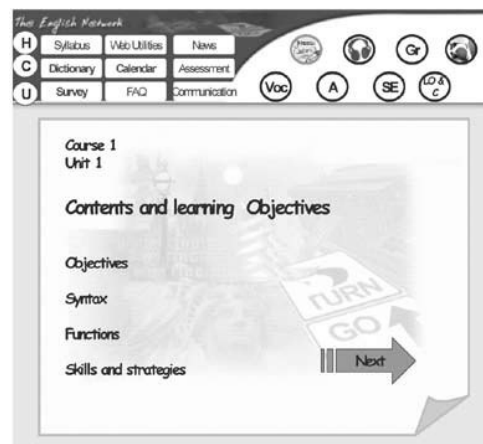 The English Network
H Syllabus Web Utilities News
C Dictionary Calendar Assessment
U Survey FAQ Communication
Gr
Voc A SE LO & C
Course 1
Unit 1
Contents and learning Objectives
Objectives
Syntax
Functions
Skills and strategies
TURN
GO
Next